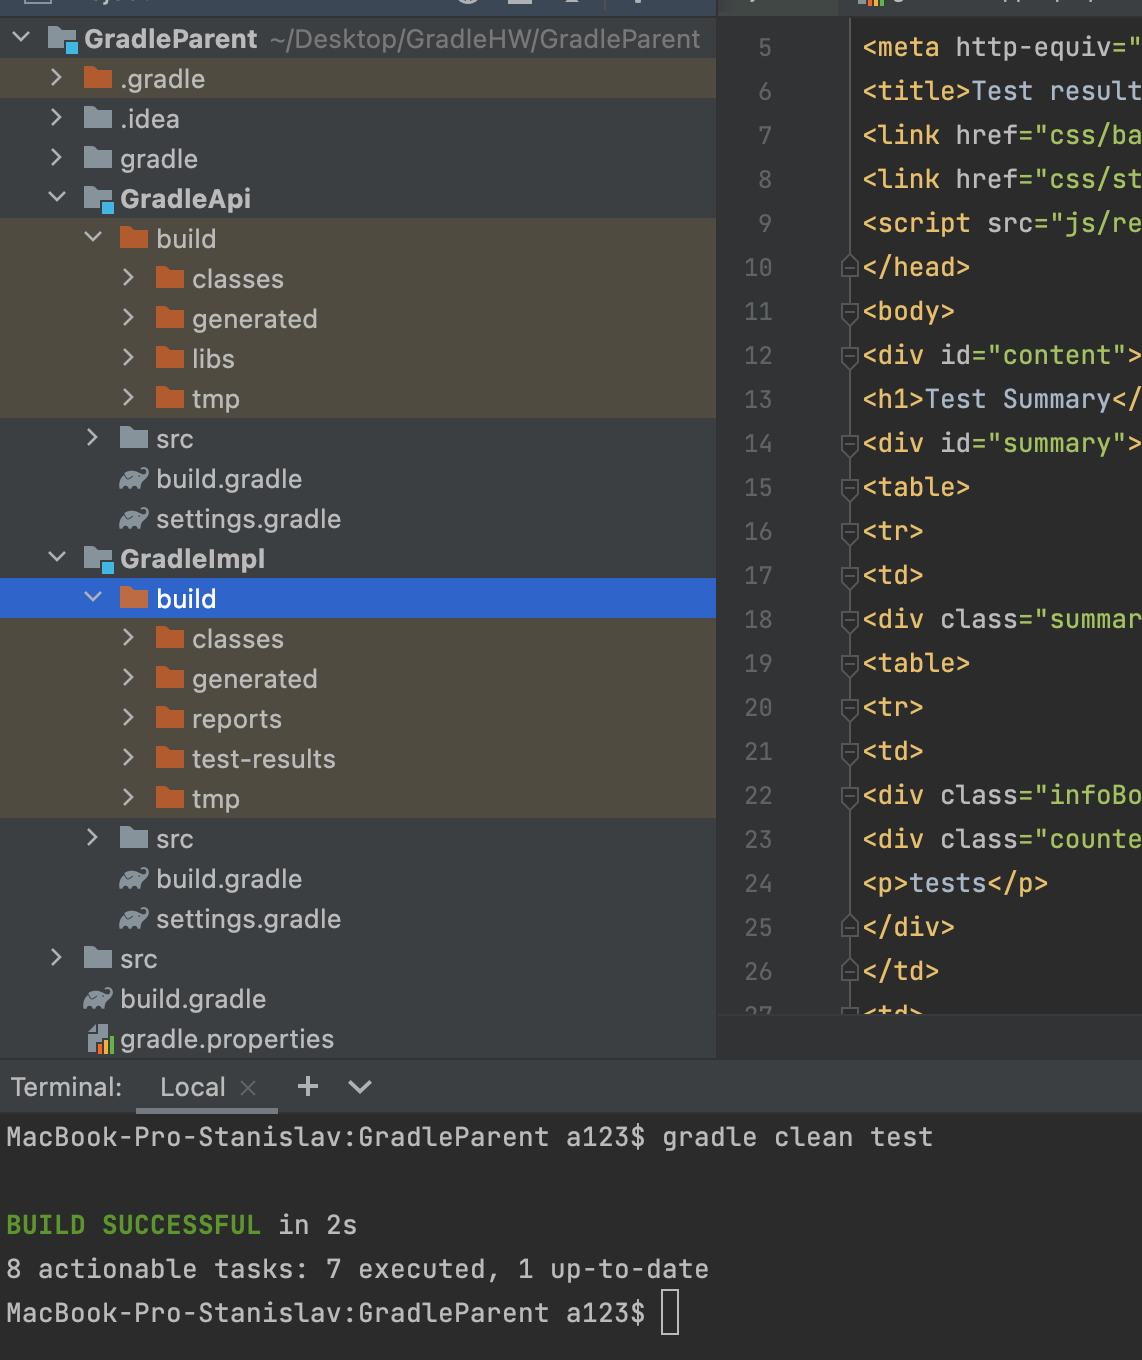 GradleParent ~/Desktop/GradleHW/GradleParent
.gradle
.idea
gradle
GradleApi
build
classes
generated
libs
tmp
src
build.gradle
settings.gradle
GradleImpl
build
classes
generated
reports
test-results
tmp
src
build.gradle
settings.gradle
src
build.gradle
gradle.properties
5 <meta http-equiv="
6 <title>Test result
7 <link href="css/ba
8 <link href="css/st
9 <script src="js/re
10 </head>
11 <body>
12 <div id="content">
13 <h1>Test Summary</
14 <div id="summary">
15 <table>
16 <tr>
17 <td>
18 <div class="summar
19 <table>
20 <tr>
21 <td>
22 <div class="infoBo
23 <div class="counte
24 <p>tests</p>
25 </div>
26 </td>
27 <td>
Terminal: Local × + 
MacBook-Pro-Stanislav:GradleParent a123$ gradle clean test
BUILD SUCCESSFUL in 2s
8 actionable tasks: 7 executed, 1 up-to-date
MacBook-Pro-Stanislav:GradleParent a123$